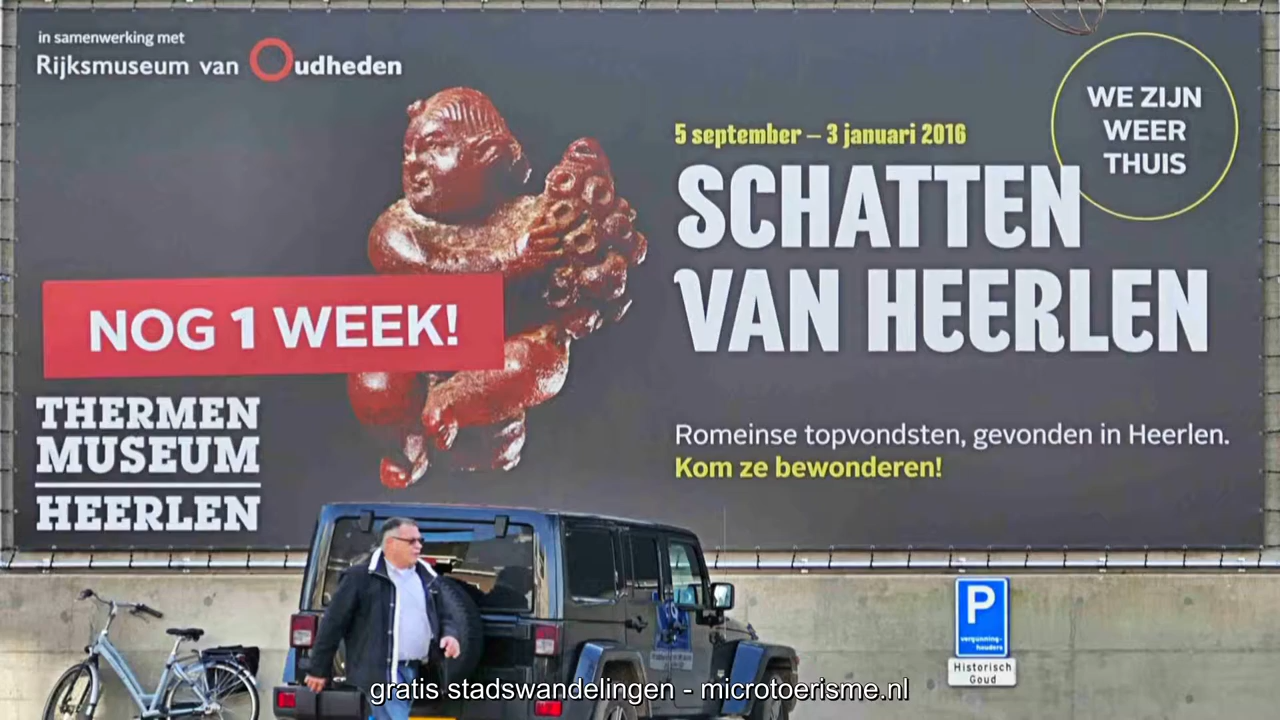 in samenwerking met
Rijksmuseum van Oudheden
WE ZIJN
WEER
THUIS
5 september – 3 januari 2016
SCHATTEN
VAN HEERLEN
NOG 1 WEEK!
THERMEN
MUSEUM
HEERLEN
Romeinse topvondsten, gevonden in Heerlen.
Kom ze bewonderen!
P
vergunning-
houders
Historisch
Goud
gratis stadswandelingen - microtoerisme.nl